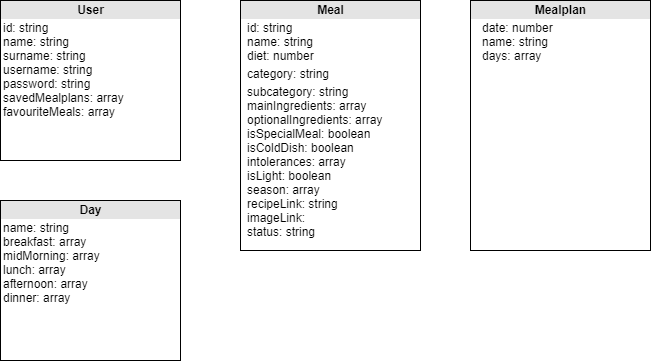 User
id: string
name: string
surname: string
username: string
password: string
savedMealplans: array
favouriteMeals: array
Meal
id: string
name: string
diet: number
category: string
subcategory: string
mainIngredients: array
optionalIngredients: array
isSpecialMeal: boolean
isColdDish: boolean
intolerances: array
isLight: boolean
season: array
recipeLink: string
imageLink:
status: string
Mealplan
date: number
name: string
days: array
Day
name: string
breakfast: array
midMorning: array
lunch: array
afternoon: array
dinner: array